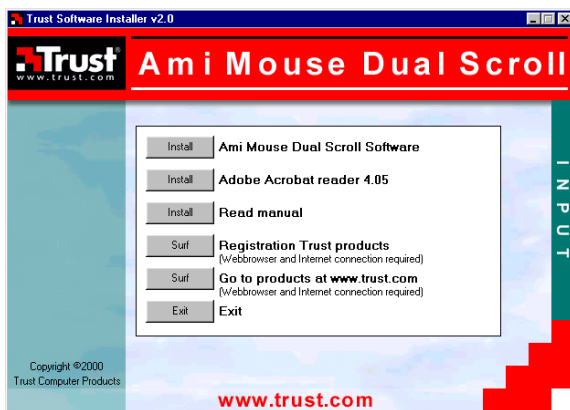 Trust Software Installer v2.0
Trust
www.trust.com
Ami Mouse Dual Scroll
Install Ami Mouse Dual Scroll Software
Install Adobe Acrobat reader 4.05
Install Read manual
Surf Registration Trust products
(Webbrowser and Internet connection required)
Surf Go to products at www.trust.com
(Webbrowser and Internet connection required)
Exit Exit
INPUT
Copyright ©2000
Trust Computer Products
www.trust.com